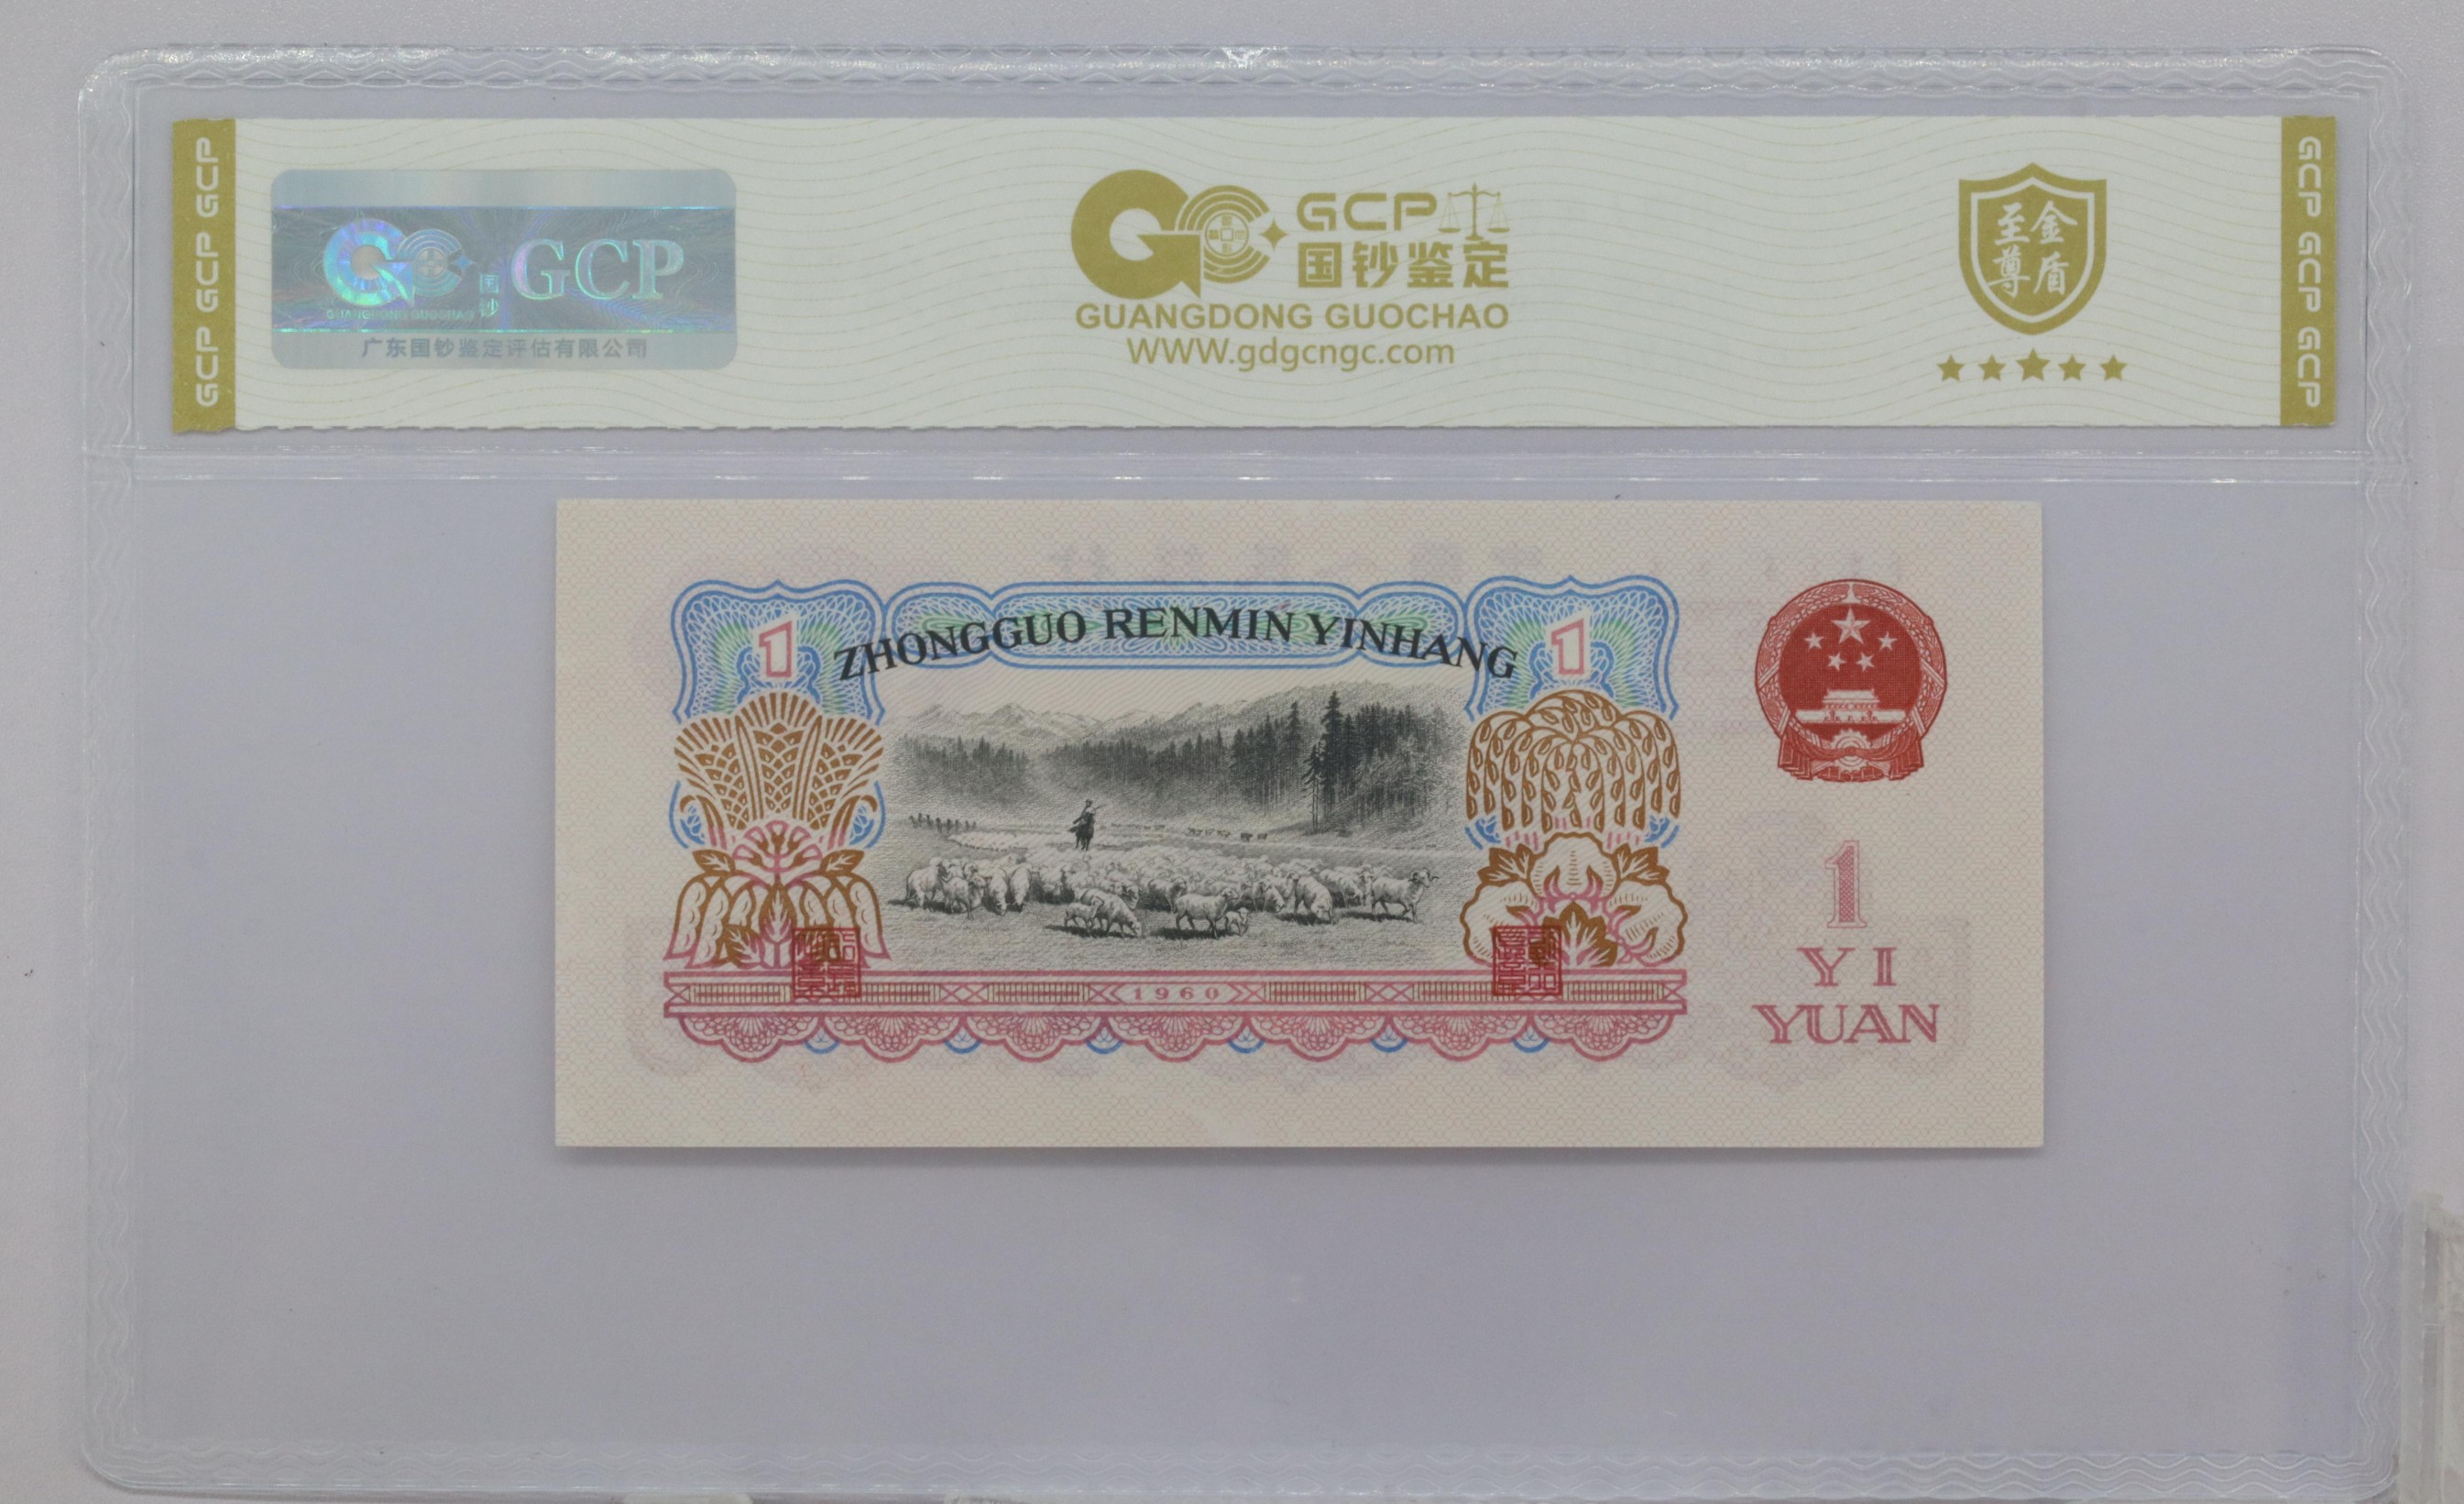 GCP GCP GCP
GCP
国钞
GUANGDONG GUOCHAO
广东国钞鉴定评估有限公司
GCP
国钞鉴定
GUANGDONG GUOCHAO
WWW.gdgcngc.com
至尊
金盾
GCP GCP GCP
1
ZHONGGUO RENMIN YINHANG
1
1
YI
YUAN
1960